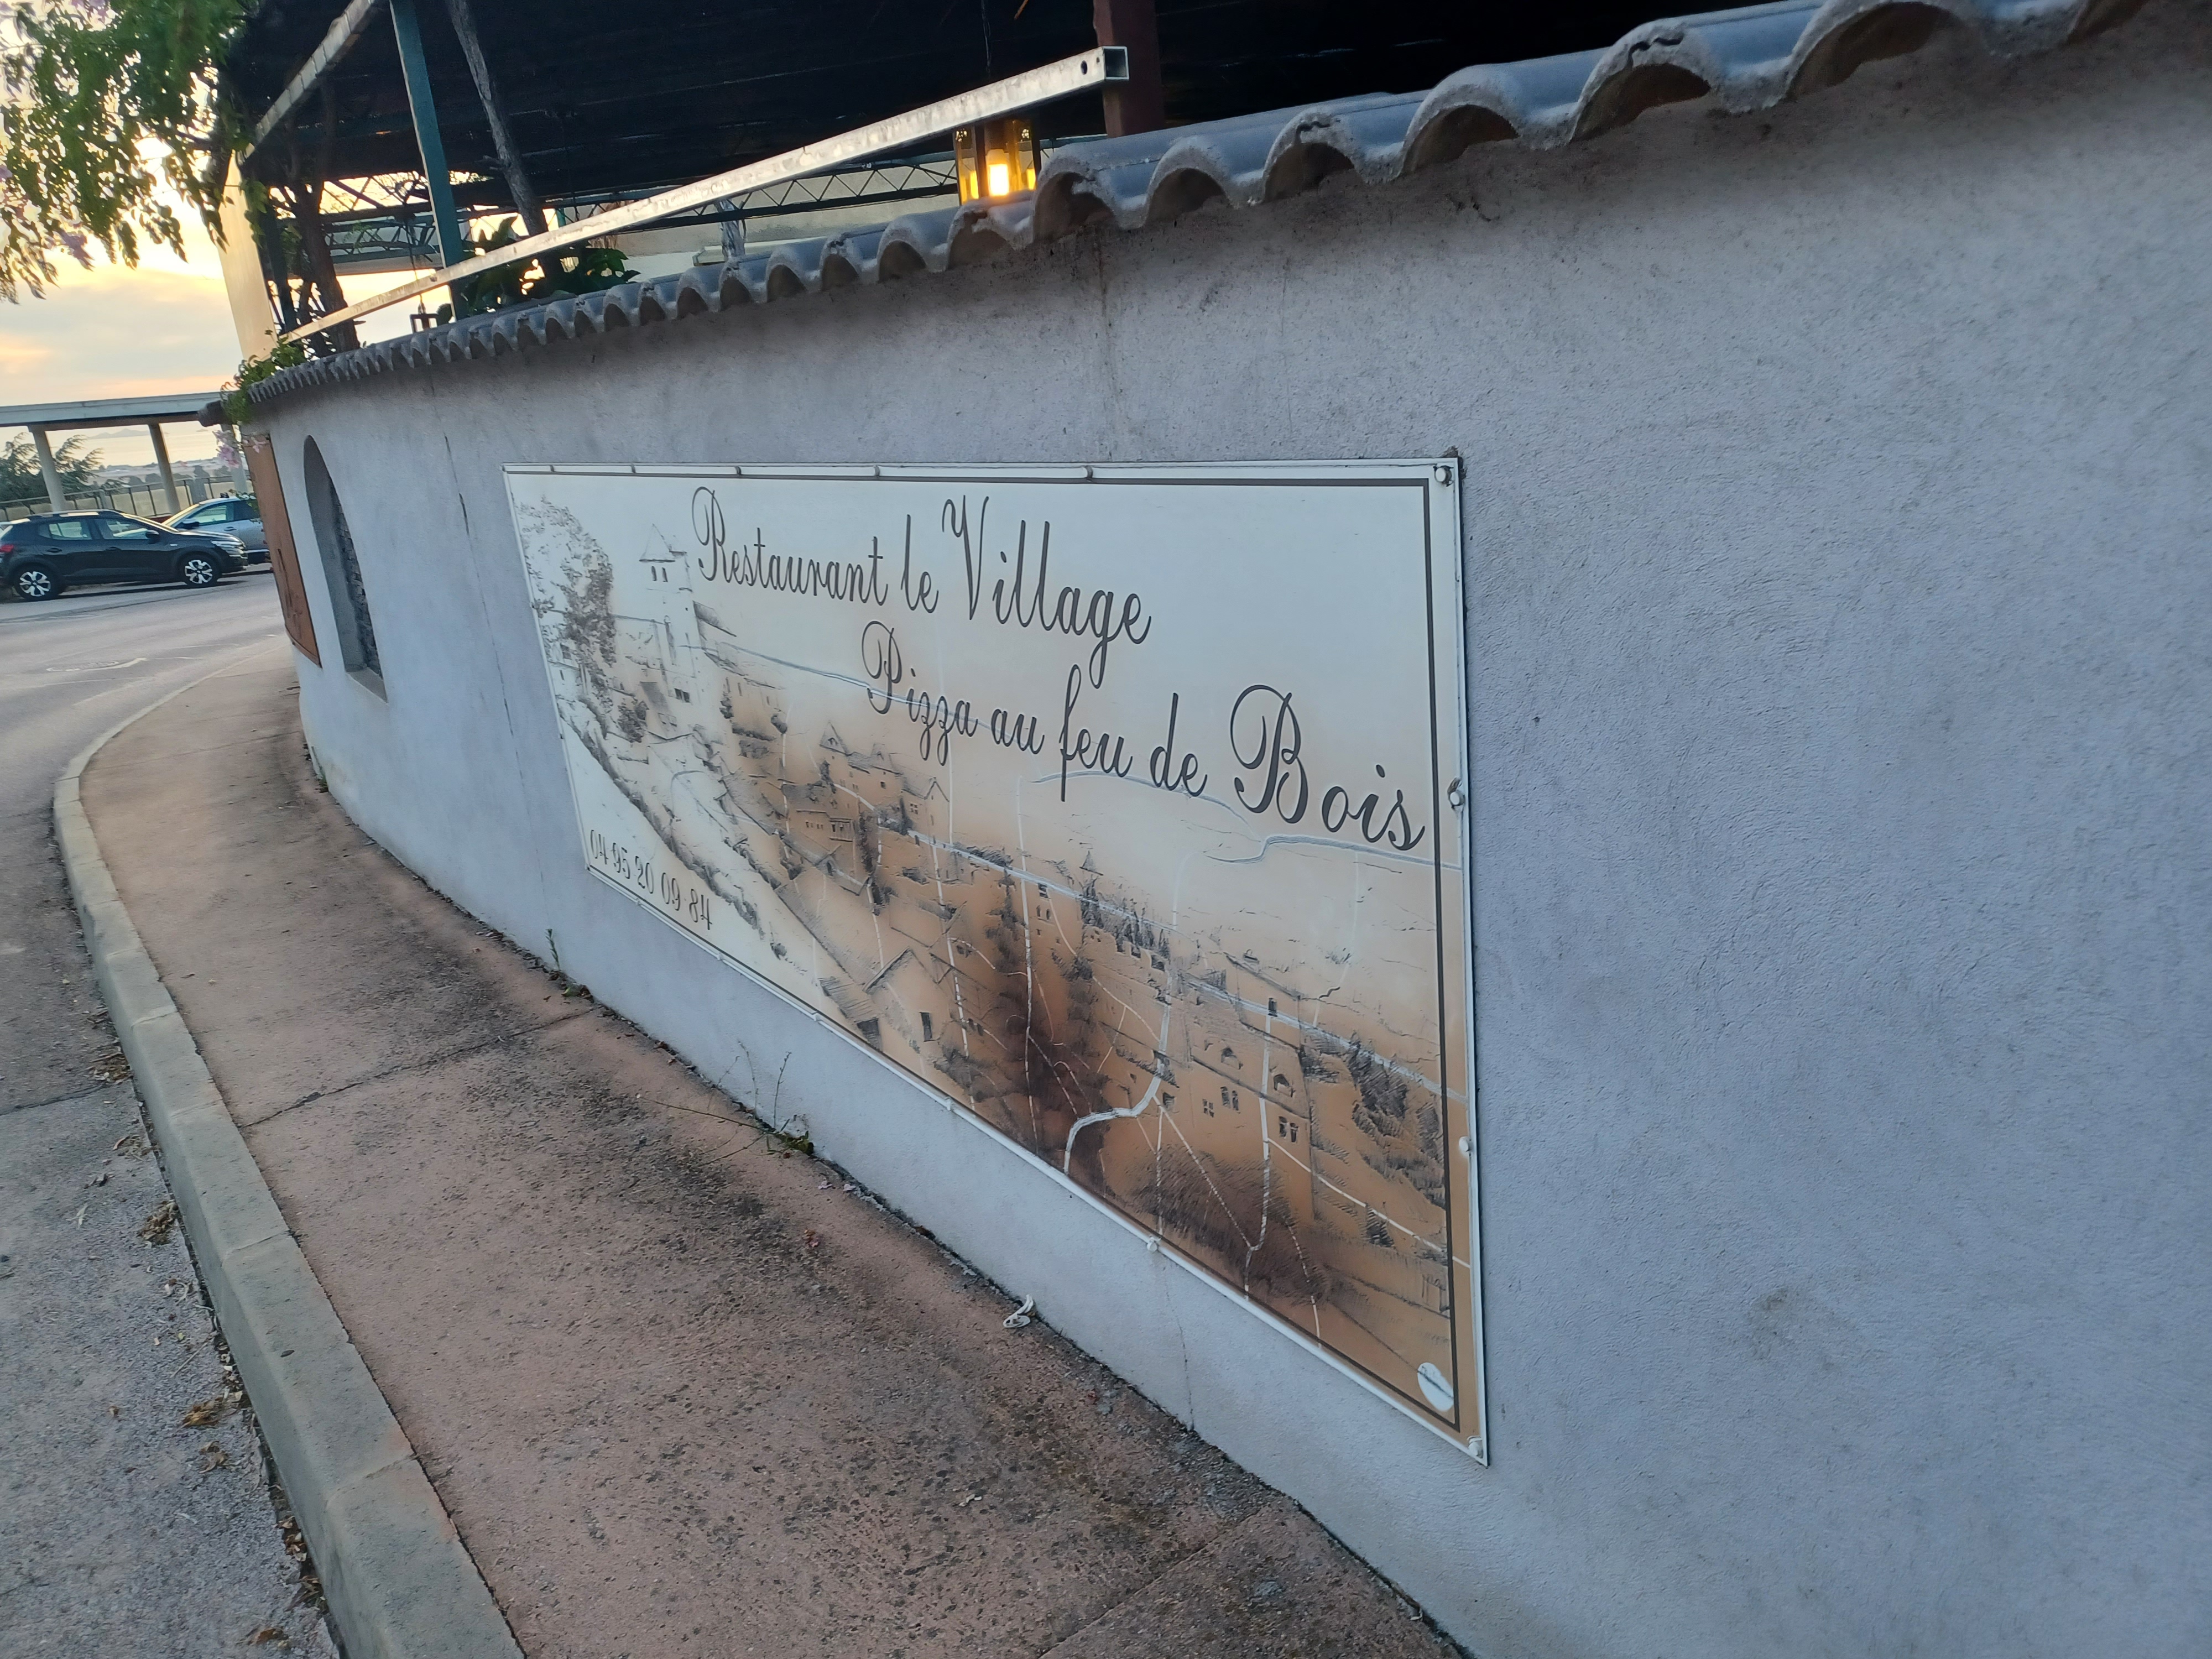 Restaurant le Village
Pizza au feu de Bois
04 95 20 09 84